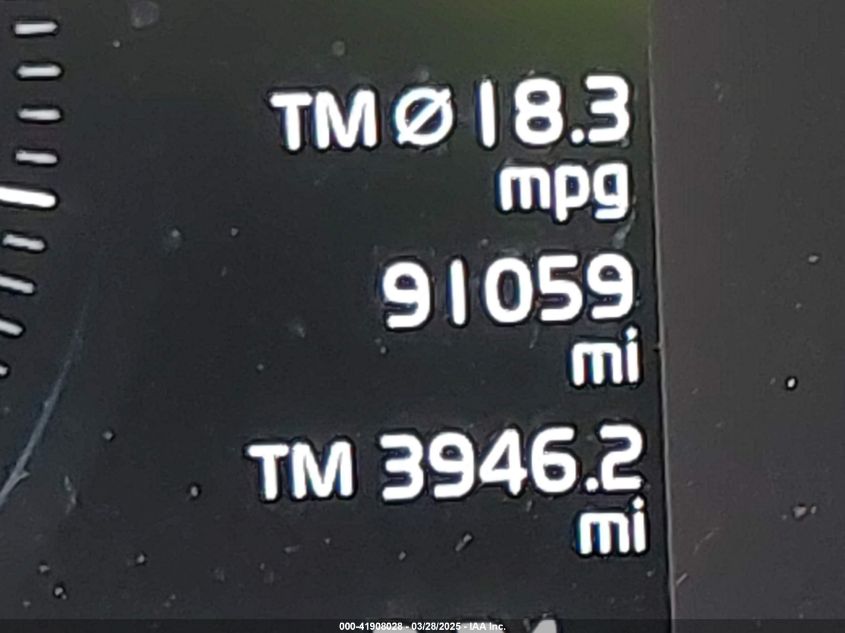 TM Ø 18.3
mpg
91059
mi
TM 3946.2
mi
000-41908028 - 03/28/2025 - IAA Inc.